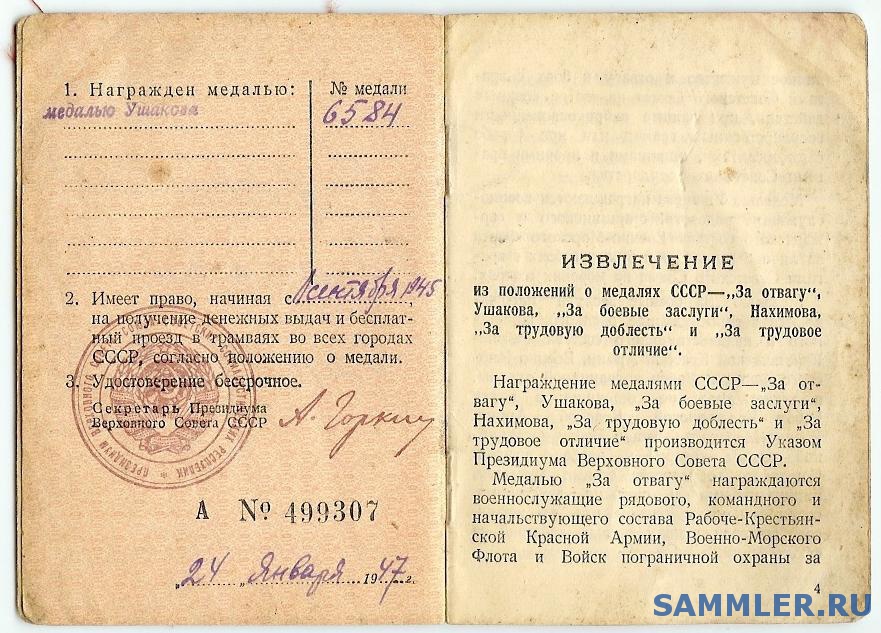 1. Награжден медалью:
№ медали
медалью Ушакова
6584
2. Имеет право, начиная с
1 сентября 1945
на получение денежных выдач и бесплат-
ный проезд в трамваях во всех городах
СССР, согласно положению о медали.
3. Удостоверение бессрочное.
Секретарь Президиума
Верховного Совета СССР
А. Горкин
А № 499307
„24„ Января 1947 г.
ИЗВЛЕЧЕНИЕ
из положений о медалях СССР—„За отвагу“,
Ушакова, „За боевые заслуги“, Нахимова,
„За трудовую доблесть“ и „За трудовое
отличие“.
Награждение медалями СССР—„За от-
вагу“, Ушакова, „За боевые заслуги“,
Нахимова, „За трудовую доблесть“ и „За
трудовое отличие“ производится Указом
Президиума Верховного Совета СССР.
Медалью „За отвагу“ награждаются
военнослужащие рядового, командного и
начальствующего состава Рабоче-Крестьян-
ской Красной Армии, Военно-Морского
Флота и Войск пограничной охраны за
4
SAMMLER.RU